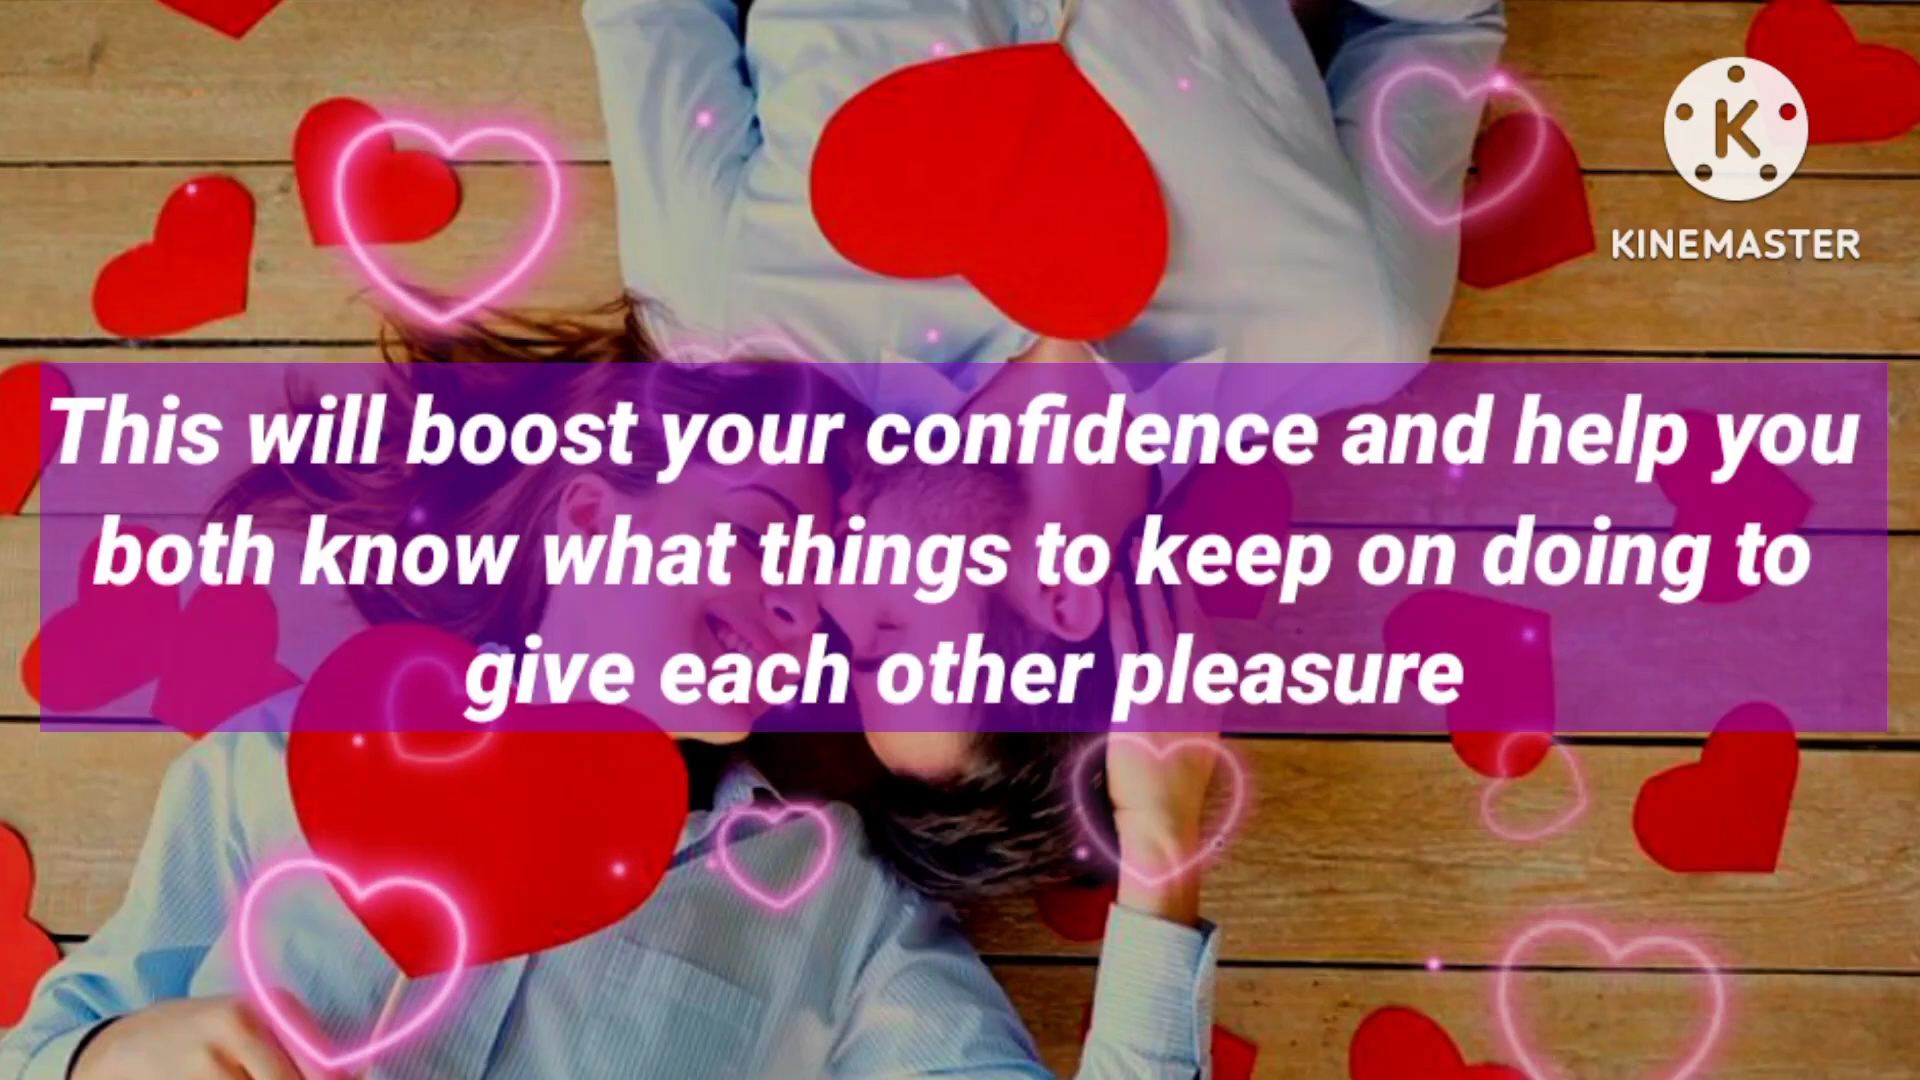 K
KINEMASTER
This will boost your confidence and help you
both know what things to keep on doing to
give each other pleasure